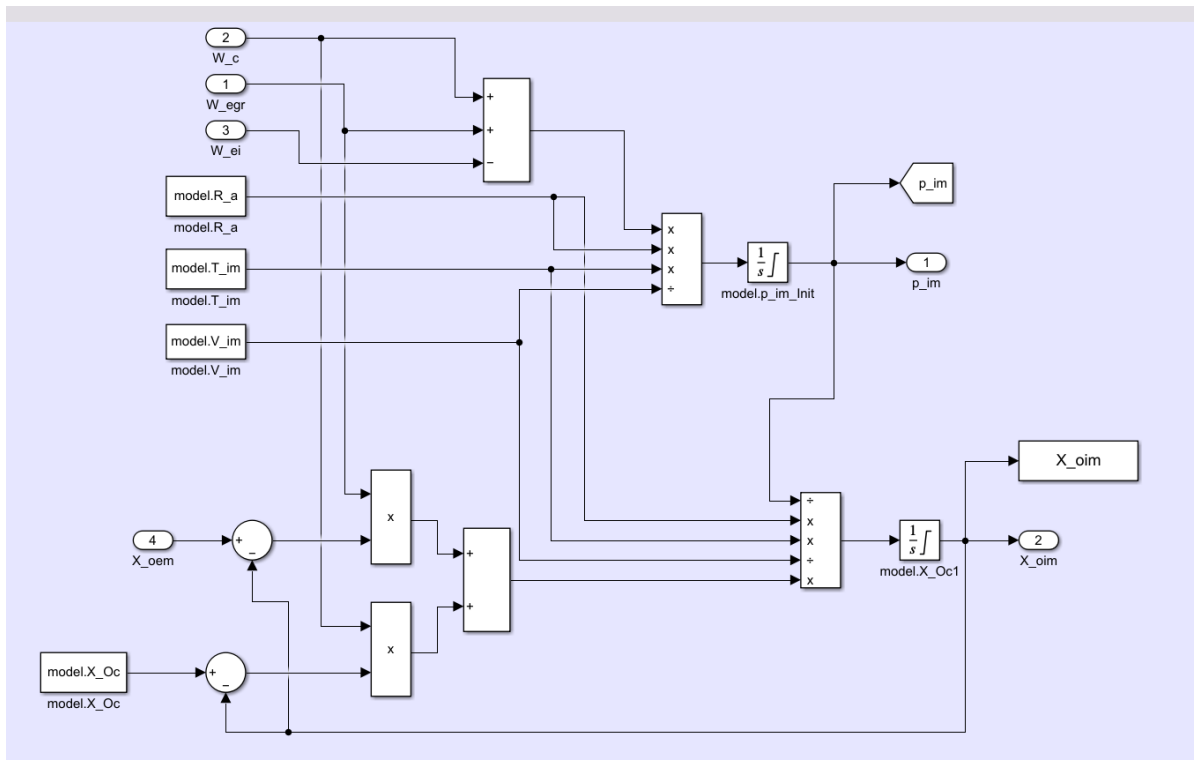 2
W_c
1
W_egr
3
W_ei
+
+
−
model.R_a
model.R_a
model.T_im
model.T_im
model.V_im
model.V_im
x
x
x
÷
1
s
∫
model.p_im_Init
p_im
1
p_im
4
X_oem
+
−
x
model.X_Oc
model.X_Oc
+
−
x
+
+
÷
x
x
÷
x
1
s
∫
model.X_Oc1
X_oim
2
X_oim